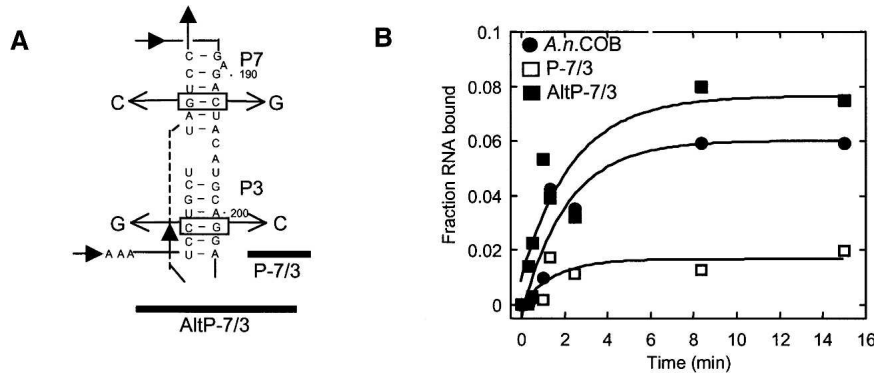 A
P7
C – G
A
C – G · 190
U – A
C G – C G
A – U
U – A
C
A
U U
C – G P3
G – C
U – A · 200
G C – G C
AAA C – G
U – A
P-7/3
AltP-7/3
B
A.n.COB
P-7/3
AltP-7/3
Fraction RNA bound
0.1
0.08
0.06
0.04
0.02
0
0 2 4 6 8 10 12 14 16
Time (min)